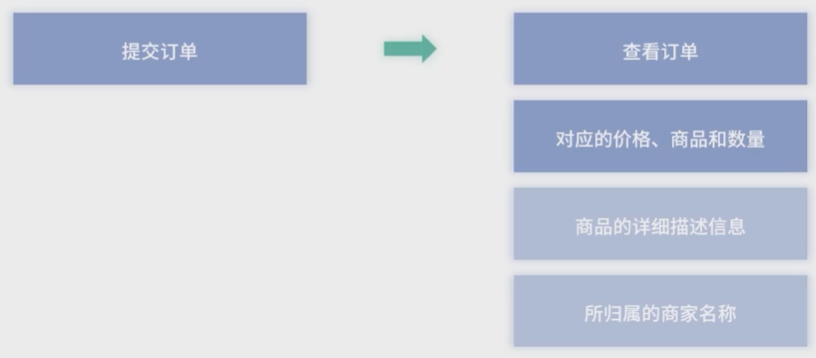 提交订单
查看订单
对应的价格、商品和数量
商品的详细描述信息
所归属的商家名称